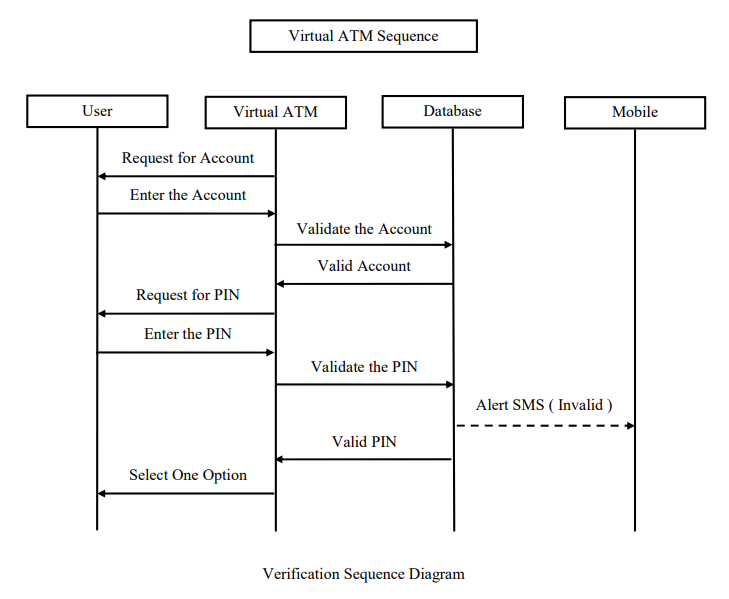 Virtual ATM Sequence
User
Virtual ATM
Database
Mobile
Request for Account
Enter the Account
Validate the Account
Valid Account
Request for PIN
Enter the PIN
Validate the PIN
Alert SMS ( Invalid )
Valid PIN
Select One Option
Verification Sequence Diagram